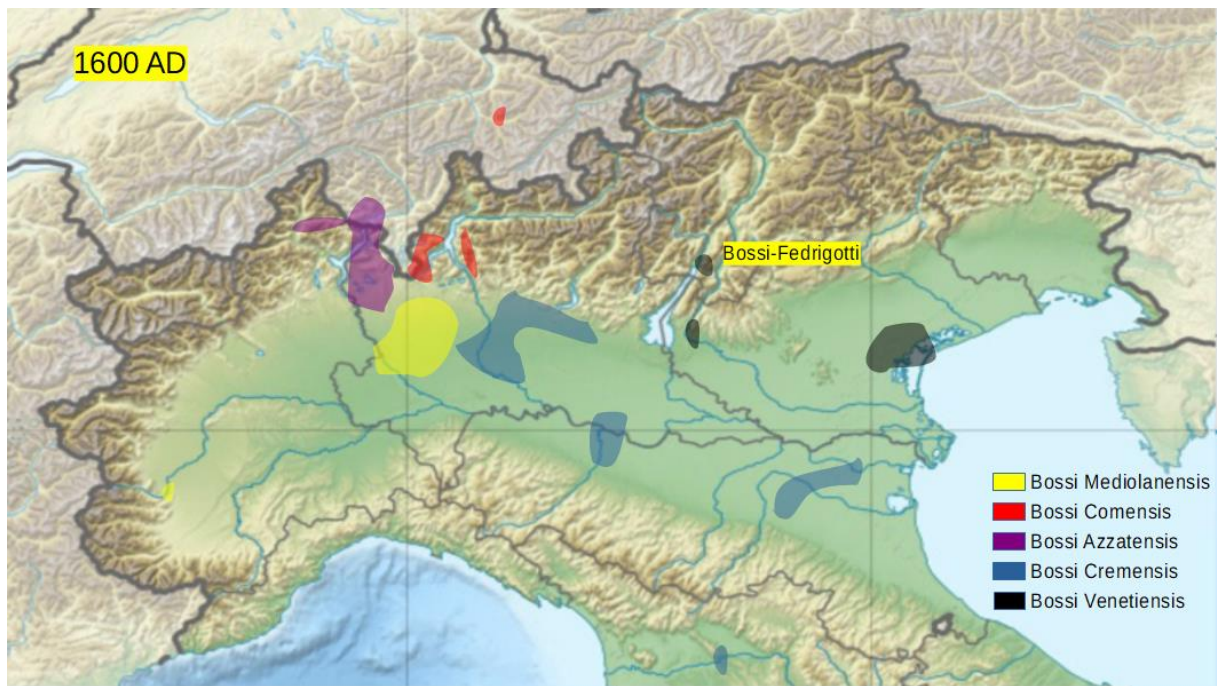 1600 AD
Bossi-Fedrigotti
Bossi Mediolanensis
Bossi Comensis
Bossi Azzatensis
Bossi Cremensis
Bossi Venetiensis